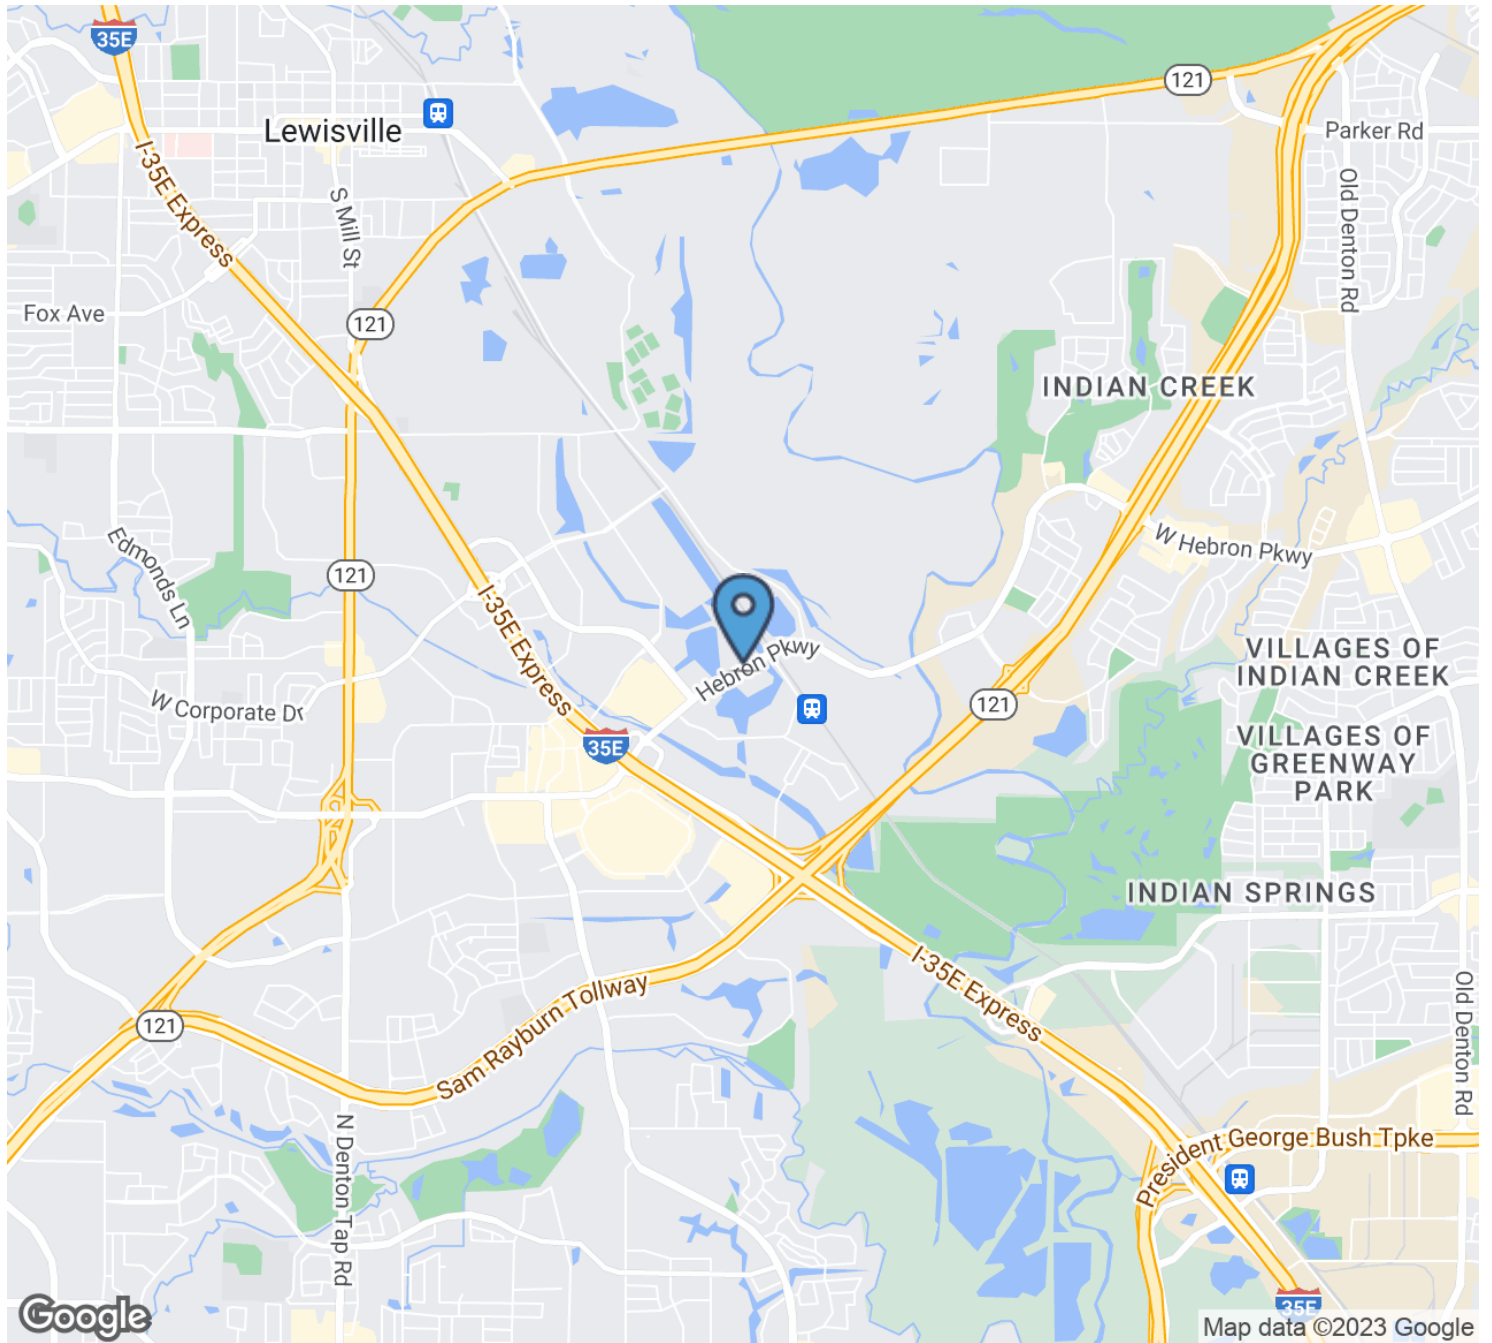 35E
121
Parker Rd
Lewisville
I-35E Express
S Mill St
Old Denton Rd
Fox Ave
121
INDIAN CREEK
W Hebron Pkwy
Edmonds Ln
121
I-35E Express
Hebron Pkwy
VILLAGES OF
INDIAN CREEK
W Corporate Dr
121
35E
VILLAGES OF
GREENWAY
PARK
INDIAN SPRINGS
I-35E Express
Sam Rayburn Tollway
121
Old Denton Rd
N Denton Tap Rd
President George Bush Tpke
35E
Google
Map data ©2023 Google